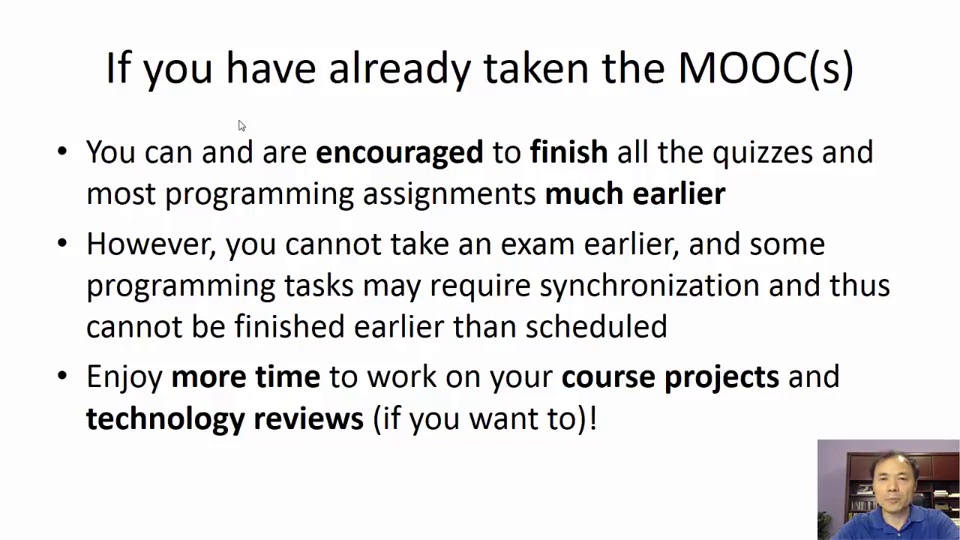 If you have already taken the MOOC(s)
• You can and are encouraged to finish all the quizzes and
most programming assignments much earlier
• However, you cannot take an exam earlier, and some
programming tasks may require synchronization and thus
cannot be finished earlier than scheduled
• Enjoy more time to work on your course projects and
technology reviews (if you want to)!